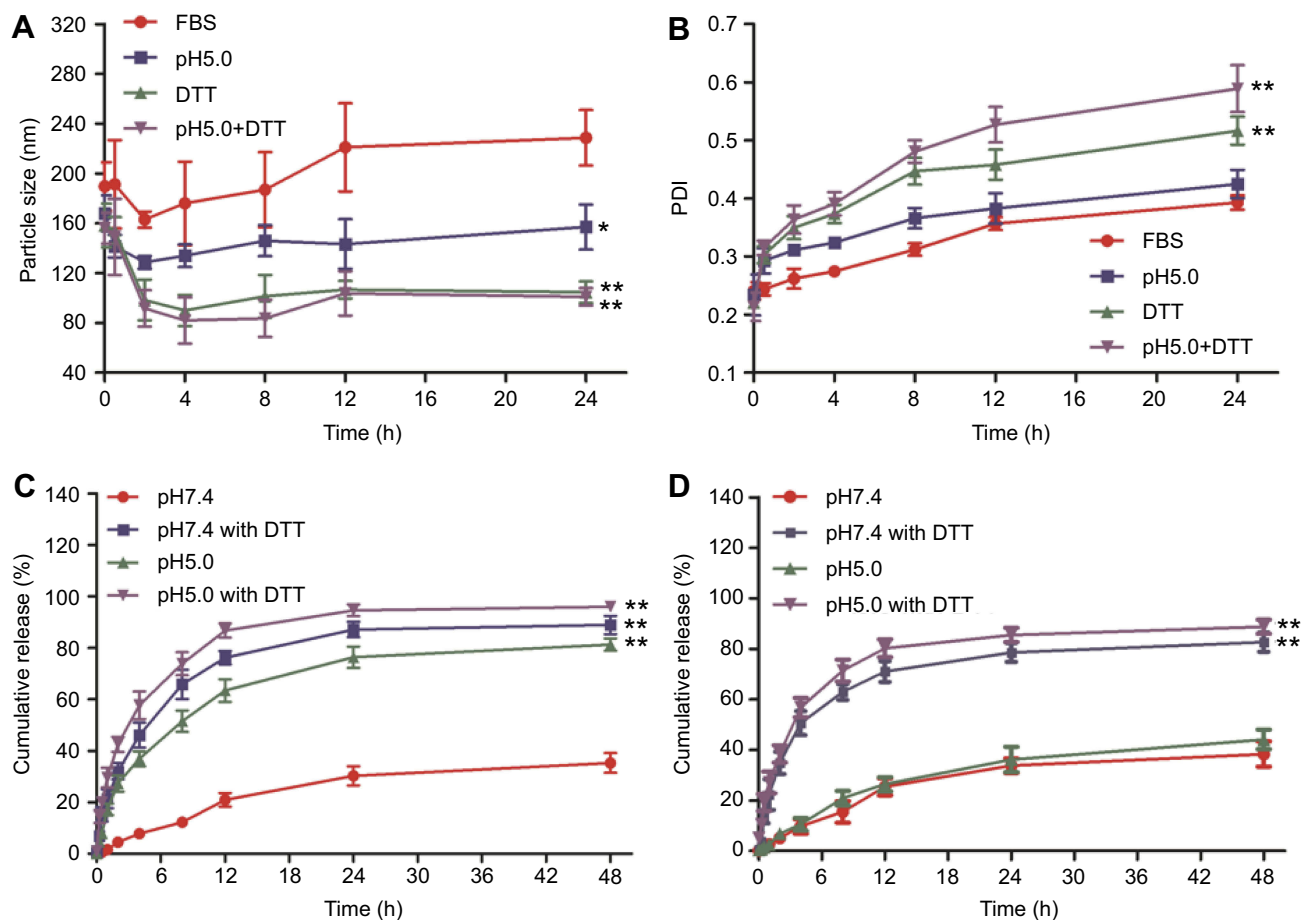 A
320
280
240
200
160
120
80
40
Particle size (nm)
FBS
pH5.0
DTT
pH5.0+DTT
*
**
**
0 4 8 12 16 20 24
Time (h)
B
0.7
0.6
0.5
0.4
0.3
0.2
0.1
PDI
**
**
FBS
pH5.0
DTT
pH5.0+DTT
0 4 8 12 16 20 24
Time (h)
C
140
120
100
80
60
40
20
0
Cumulative release (%)
pH7.4
pH7.4 with DTT
pH5.0
pH5.0 with DTT
**
**
**
0 6 12 18 24 30 36 42 48
Time (h)
D
140
120
100
80
60
40
20
0
Cumulative release (%)
pH7.4
pH7.4 with DTT
pH5.0
pH5.0 with DTT
**
**
0 6 12 18 24 30 36 42 48
Time (h)